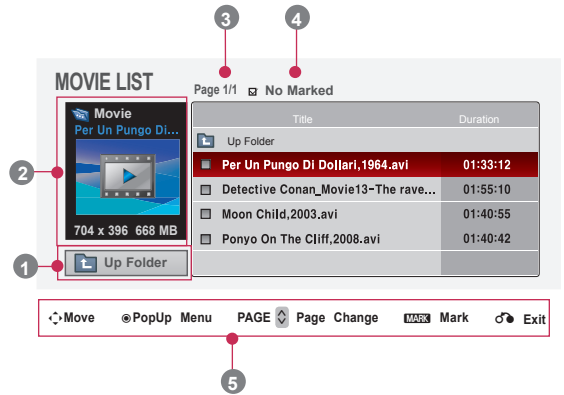 3
4
MOVIE LIST
Page 1/1 No Marked
Movie
Per Un Pungo Di...
704 x 396 668 MB
Up Folder
Title Duration
Up Folder
Per Un Pungo Di Dollari,1964.avi 01:33:12
Detective Conan_Movie13-The rave... 01:55:10
Moon Child,2003.avi 01:40:55
Ponyo On The Cliff,2008.avi 01:40:42
2
1
Move PopUp Menu PAGE Page Change MARK Mark Exit
5